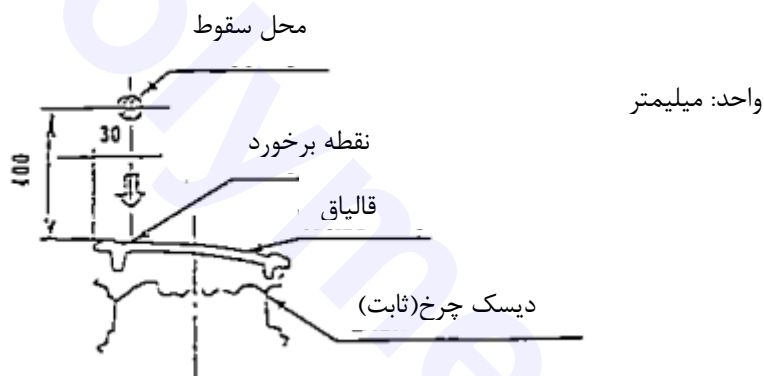 محل سقوط
واحد: میلیمتر
30
نقطه برخورد
400
قالپاق
دیسک چرخ(ثابت)